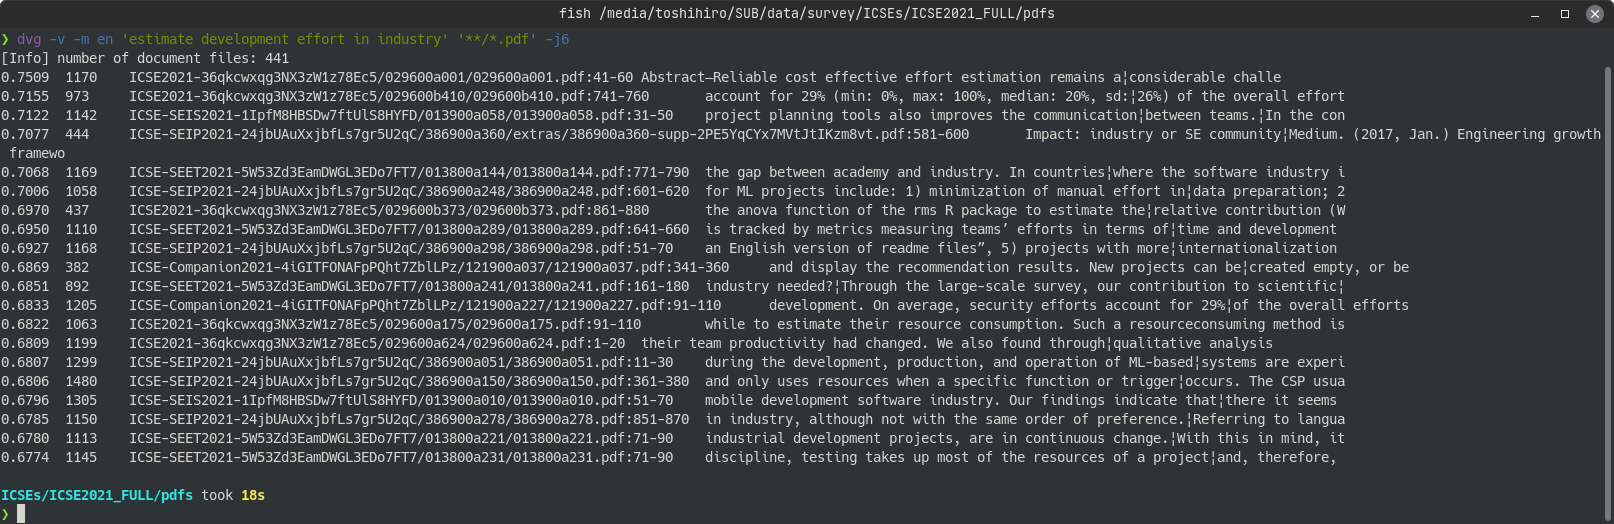 fish /media/toshihiro/SUB/data/survey/ICSEs/ICSE2021_FULL/pdfs
❯ dvg -v -m en 'estimate development effort in industry' '**/*.pdf' -j6
[Info] number of document files: 441
0.7509  1170    ICSE2021-36qkcwxqg3NX3zW1z78Ec5/029600a001/029600a001.pdf:41-60 Abstract—Reliable cost effective effort estimation remains a¦considerable challe
0.7155  973     ICSE2021-36qkcwxqg3NX3zW1z78Ec5/029600b410/029600b410.pdf:741-760       account for 29% (min: 0%, max: 100%, median: 20%, sd:¦26%) of the overall effort
0.7122  1142    ICSE-SEIS2021-1IpfM8HBSDw7ftUlS8HYFD/013900a058/013900a058.pdf:31-50    project planning tools also improves the communication¦between teams.¦In the con
0.7077  444     ICSE-SEIP2021-24jbUAuXxjbfLs7gr5U2qC/386900a360/extras/386900a360-supp-2PE5YqCYx7MVtJtIKzm8vt.pdf:581-600       Impact: industry or SE community¦Medium. (2017, Jan.) Engineering growth
 framewo
0.7068  1169    ICSE-SEET2021-5W53Zd3EamDWGL3EDo7FT7/013800a144/013800a144.pdf:771-790  the gap between academy and industry. In countries¦where the software industry i
0.7006  1058    ICSE-SEIP2021-24jbUAuXxjbfLs7gr5U2qC/386900a248/386900a248.pdf:601-620  for ML projects include: 1) minimization of manual effort in¦data preparation; 2
0.6970  437     ICSE2021-36qkcwxqg3NX3zW1z78Ec5/029600b373/029600b373.pdf:861-880       the anova function of the rms R package to estimate the¦relative contribution (W
0.6950  1110    ICSE-SEET2021-5W53Zd3EamDWGL3EDo7FT7/013800a289/013800a289.pdf:641-660  is tracked by metrics measuring teams’ efforts in terms of¦time and development
0.6927  1168    ICSE-SEIP2021-24jbUAuXxjbfLs7gr5U2qC/386900a298/386900a298.pdf:51-70    an English version of readme files”, 5) projects with more¦internationalization
0.6869  382     ICSE-Companion2021-4iGITFONAFpPQht7ZblLPz/121900a037/121900a037.pdf:341-360     and display the recommendation results. New projects can be¦created empty, or be
0.6851  892     ICSE-SEET2021-5W53Zd3EamDWGL3EDo7FT7/013800a241/013800a241.pdf:161-180  industry needed?¦Through the large-scale survey, our contribution to scientific¦
0.6833  1205    ICSE-Companion2021-4iGITFONAFpPQht7ZblLPz/121900a227/121900a227.pdf:91-110      development. On average, security efforts account for 29%¦of the overall efforts
0.6822  1063    ICSE2021-36qkcwxqg3NX3zW1z78Ec5/029600a175/029600a175.pdf:91-110        while to estimate their resource consumption. Such a resourceconsuming method is
0.6809  1199    ICSE2021-36qkcwxqg3NX3zW1z78Ec5/029600a624/029600a624.pdf:1-20  their team productivity had changed. We also found through¦qualitative analysis
0.6807  1299    ICSE-SEIP2021-24jbUAuXxjbfLs7gr5U2qC/386900a051/386900a051.pdf:11-30    during the development, production, and operation of ML-based¦systems are experi
0.6806  1480    ICSE-SEIP2021-24jbUAuXxjbfLs7gr5U2qC/386900a150/386900a150.pdf:361-380  and only uses resources when a specific function or trigger¦occurs. The CSP usua
0.6796  1305    ICSE-SEIS2021-1IpfM8HBSDw7ftUlS8HYFD/013900a010/013900a010.pdf:51-70    mobile development software industry. Our findings indicate that¦there it seems
0.6785  1150    ICSE-SEIP2021-24jbUAuXxjbfLs7gr5U2qC/386900a278/386900a278.pdf:851-870  in industry, although not with the same order of preference.¦Referring to langua
0.6780  1113    ICSE-SEET2021-5W53Zd3EamDWGL3EDo7FT7/013800a221/013800a221.pdf:71-90    industrial development projects, are in continuous change.¦With this in mind, it
0.6774  1145    ICSE-SEET2021-5W53Zd3EamDWGL3EDo7FT7/013800a231/013800a231.pdf:71-90    discipline, testing takes up most of the resources of a project¦and, therefore,
ICSEs/ICSE2021_FULL/pdfs took 18s
❯